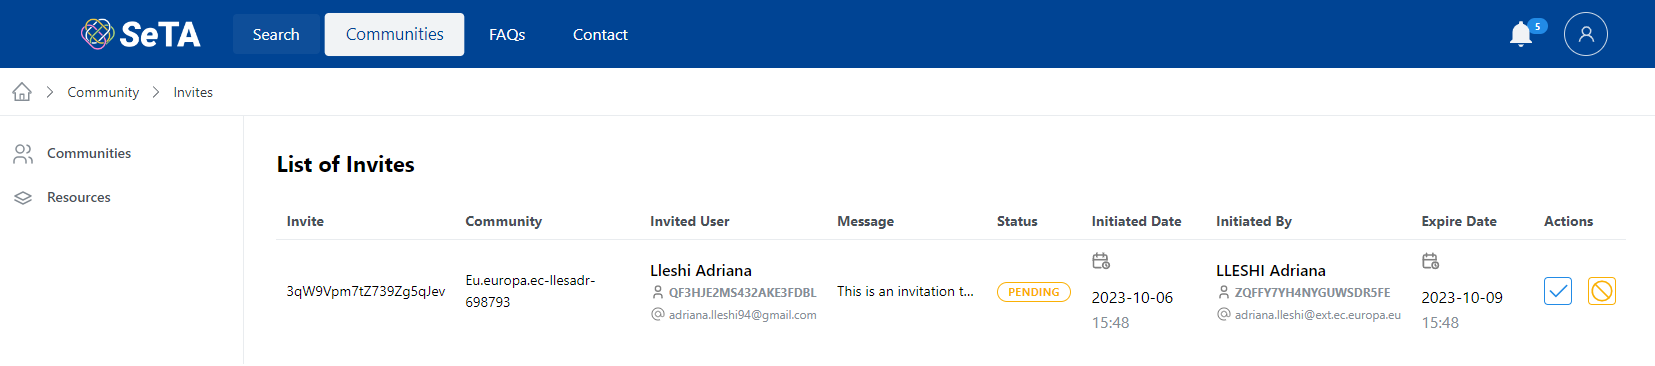 SeTA
Search
Communities
FAQs
Contact
5
Community
Invites
Communities
Resources
List of Invites
Invite Community Invited User Message Status Initiated Date Initiated By Expire Date Actions
3qW9Vpm7tZ739Zg5qJev
Eu.europa.ec-llesadr-
698793
Lleshi Adriana
QF3HJE2MS432AKE3FDBL
adriana.lleshi94@gmail.com
This is an invitation t...
PENDING
2023-10-06
15:48
LLESHI Adriana
ZQFFY7YH4NYGUWSDR5FE
adriana.lleshi@ext.ec.europa.eu
2023-10-09
15:48